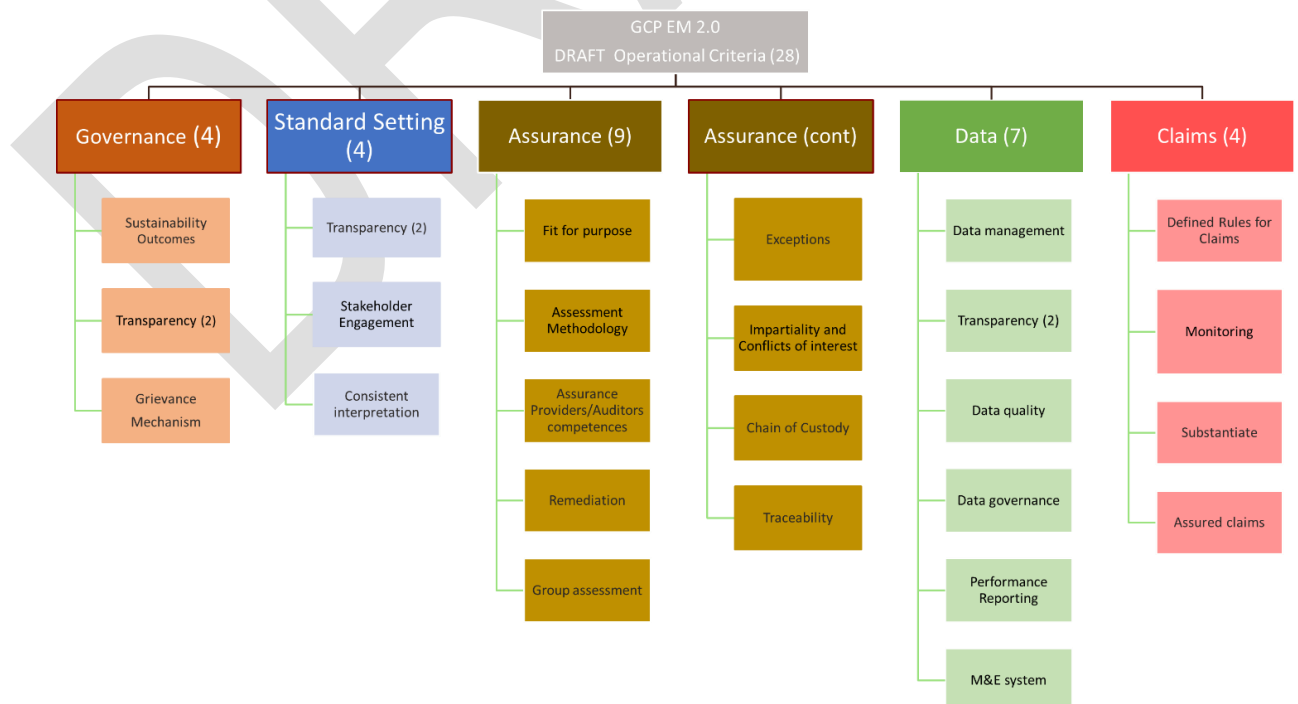 GCP EM 2.0
DRAFT Operational Criteria (28)
Governance (4)
Sustainability
Outcomes
Transparency (2)
Grievance
Mechanism
Standard Setting
(4)
Transparency (2)
Stakeholder
Engagement
Consistent
interpretation
Assurance (9)
Fit for purpose
Assessment
Methodology
Assurance
Providers/Auditors
competences
Remediation
Group assessment
Assurance (cont)
Exceptions
Impartiality and
Conflicts of interest
Chain of Custody
Traceability
Data (7)
Data management
Transparency (2)
Data quality
Data governance
Performance
Reporting
M&E system
Claims (4)
Defined Rules for
Claims
Monitoring
Substantiate
Assured claims